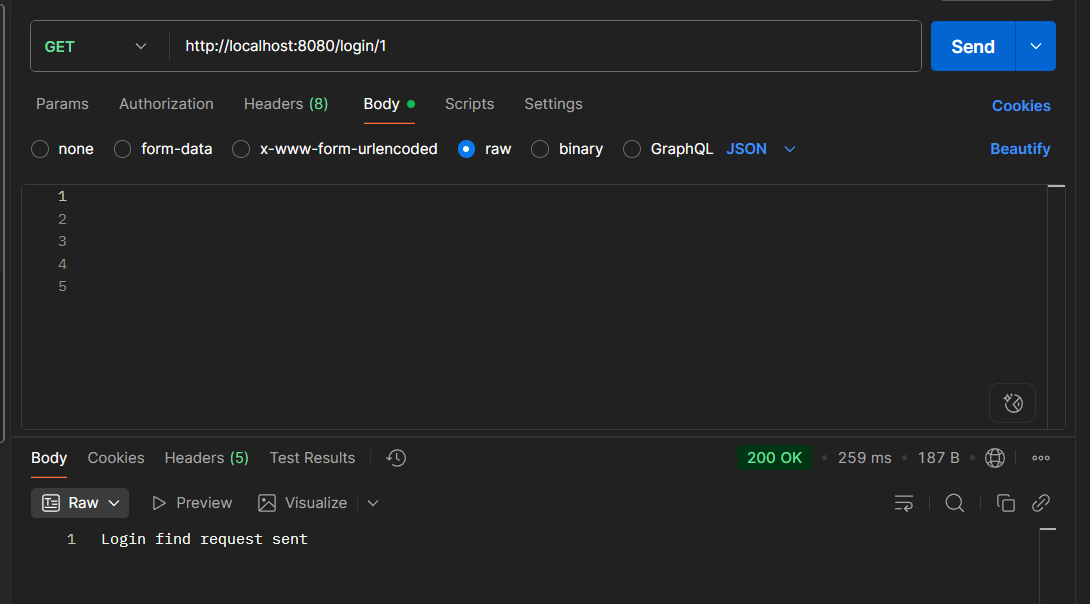 GET http://localhost:8080/login/1 Send
Params Authorization Headers (8) Body Scripts Settings Cookies
none form-data x-www-form-urlencoded raw binary GraphQL JSON Beautify
1
2
3
4
5
Body Cookies Headers (5) Test Results 200 OK 259 ms 187 B
Raw Preview Visualize
1 Login find request sent